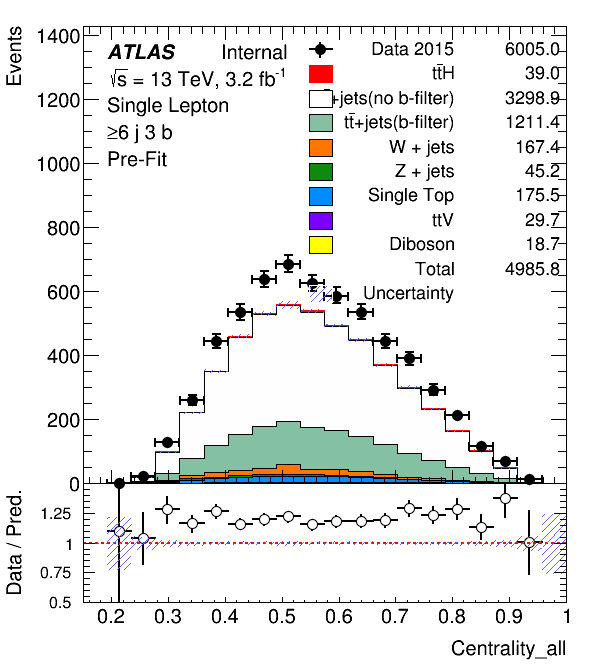 Events
1400
1200
1000
800
600
400
200
0
ATLAS Internal
√s = 13 TeV, 3.2 fb⁻¹
Single Lepton
≥6 j 3 b
Pre-Fit
Data 2015 6005.0
tt̄H 39.0
+jets(no b-filter) 3298.9
tt̄+jets(b-filter) 1211.4
W + jets 167.4
Z + jets 45.2
Single Top 175.5
ttV 29.7
Diboson 18.7
Total 4985.8
Uncertainty
Data / Pred.
1.25
1
0.75
0.5
0.2 0.3 0.4 0.5 0.6 0.7 0.8 0.9 1
Centrality_all